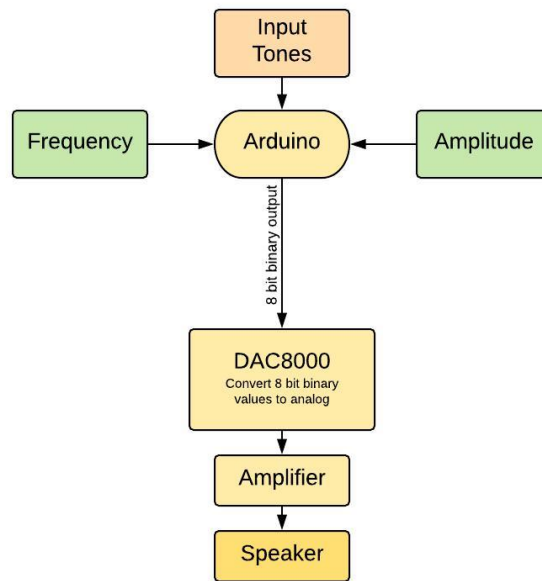 Input
Tones
Frequency
Arduino
Amplitude
8 bit binary output
DAC8000
Convert 8 bit binary
values to analog
Amplifier
Speaker